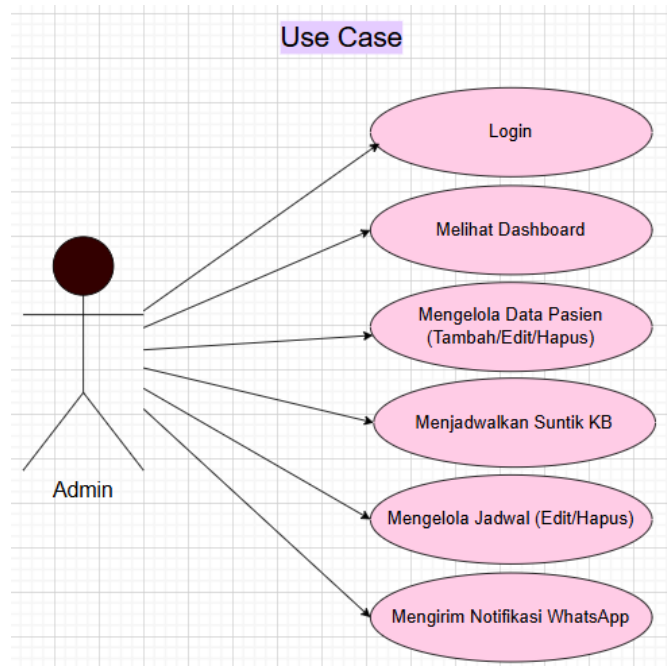 Use Case
Login
Melihat Dashboard
Mengelola Data Pasien
(Tambah/Edit/Hapus)
Menjadwalkan Suntik KB
Admin
Mengelola Jadwal (Edit/Hapus)
Mengirim Notifikasi WhatsApp